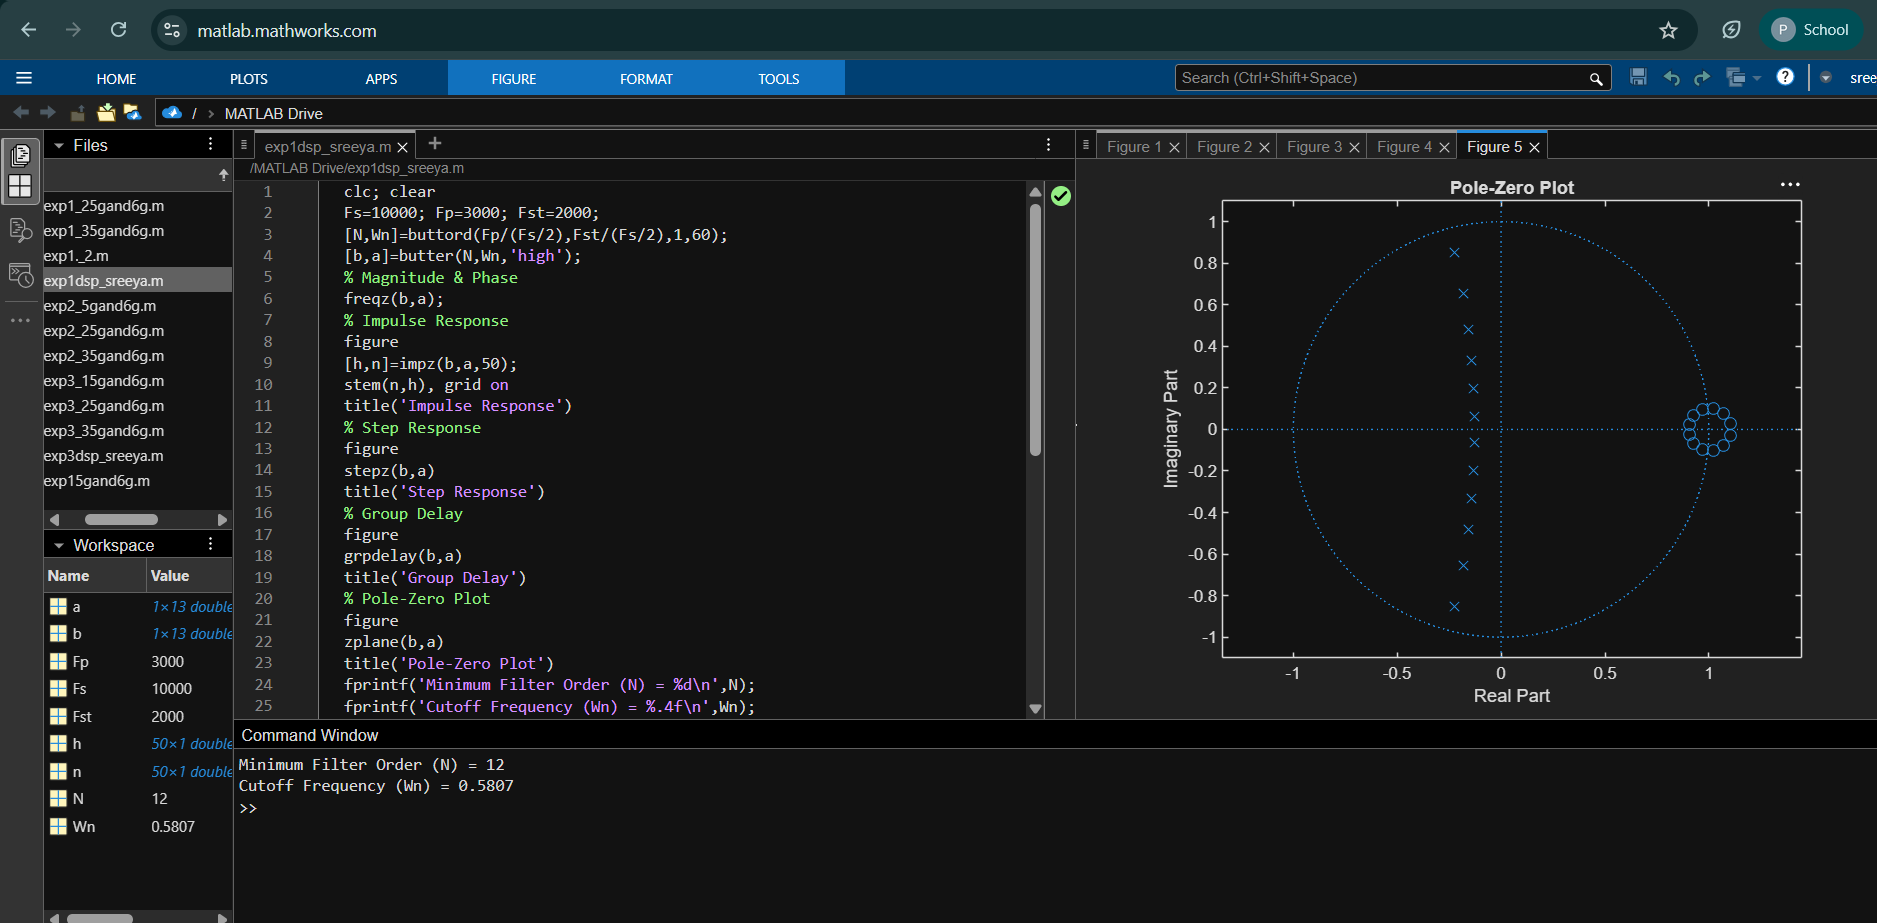 matlab.mathworks.com
P School
HOME PLOTS APPS FIGURE FORMAT TOOLS
Search (Ctrl+Shift+Space)
sree
/ > MATLAB Drive
Files
exp1_25gand6g.m
exp1_35gand6g.m
exp1._2.m
exp1dsp_sreeya.m
exp2_5gand6g.m
exp2_25gand6g.m
exp2_35gand6g.m
exp3_15gand6g.m
exp3_25gand6g.m
exp3_35gand6g.m
exp3dsp_sreeya.m
exp15gand6g.m
Workspace
Name Value
a 1×13 double
b 1×13 double
Fp 3000
Fs 10000
Fst 2000
h 50×1 double
n 50×1 double
N 12
Wn 0.5807
exp1dsp_sreeya.m
/MATLAB Drive/exp1dsp_sreeya.m
1 clc; clear
2 Fs=10000; Fp=3000; Fst=2000;
3 [N,Wn]=buttord(Fp/(Fs/2),Fst/(Fs/2),1,60);
4 [b,a]=butter(N,Wn,'high');
5 % Magnitude & Phase
6 freqz(b,a);
7 % Impulse Response
8 figure
9 [h,n]=impz(b,a,50);
10 stem(n,h), grid on
11 title('Impulse Response')
12 % Step Response
13 figure
14 stepz(b,a)
15 title('Step Response')
16 % Group Delay
17 figure
18 grpdelay(b,a)
19 title('Group Delay')
20 % Pole-Zero Plot
21 figure
22 zplane(b,a)
23 title('Pole-Zero Plot')
24 fprintf('Minimum Filter Order (N) = %d\n',N);
25 fprintf('Cutoff Frequency (Wn) = %.4f\n',Wn);
Figure 1 Figure 2 Figure 3 Figure 4 Figure 5
Pole-Zero Plot
Imaginary Part
1
0.8
0.6
0.4
0.2
0
-0.2
-0.4
-0.6
-0.8
-1
-1 -0.5 0 0.5 1
Real Part
Command Window
Minimum Filter Order (N) = 12
Cutoff Frequency (Wn) = 0.5807
>>